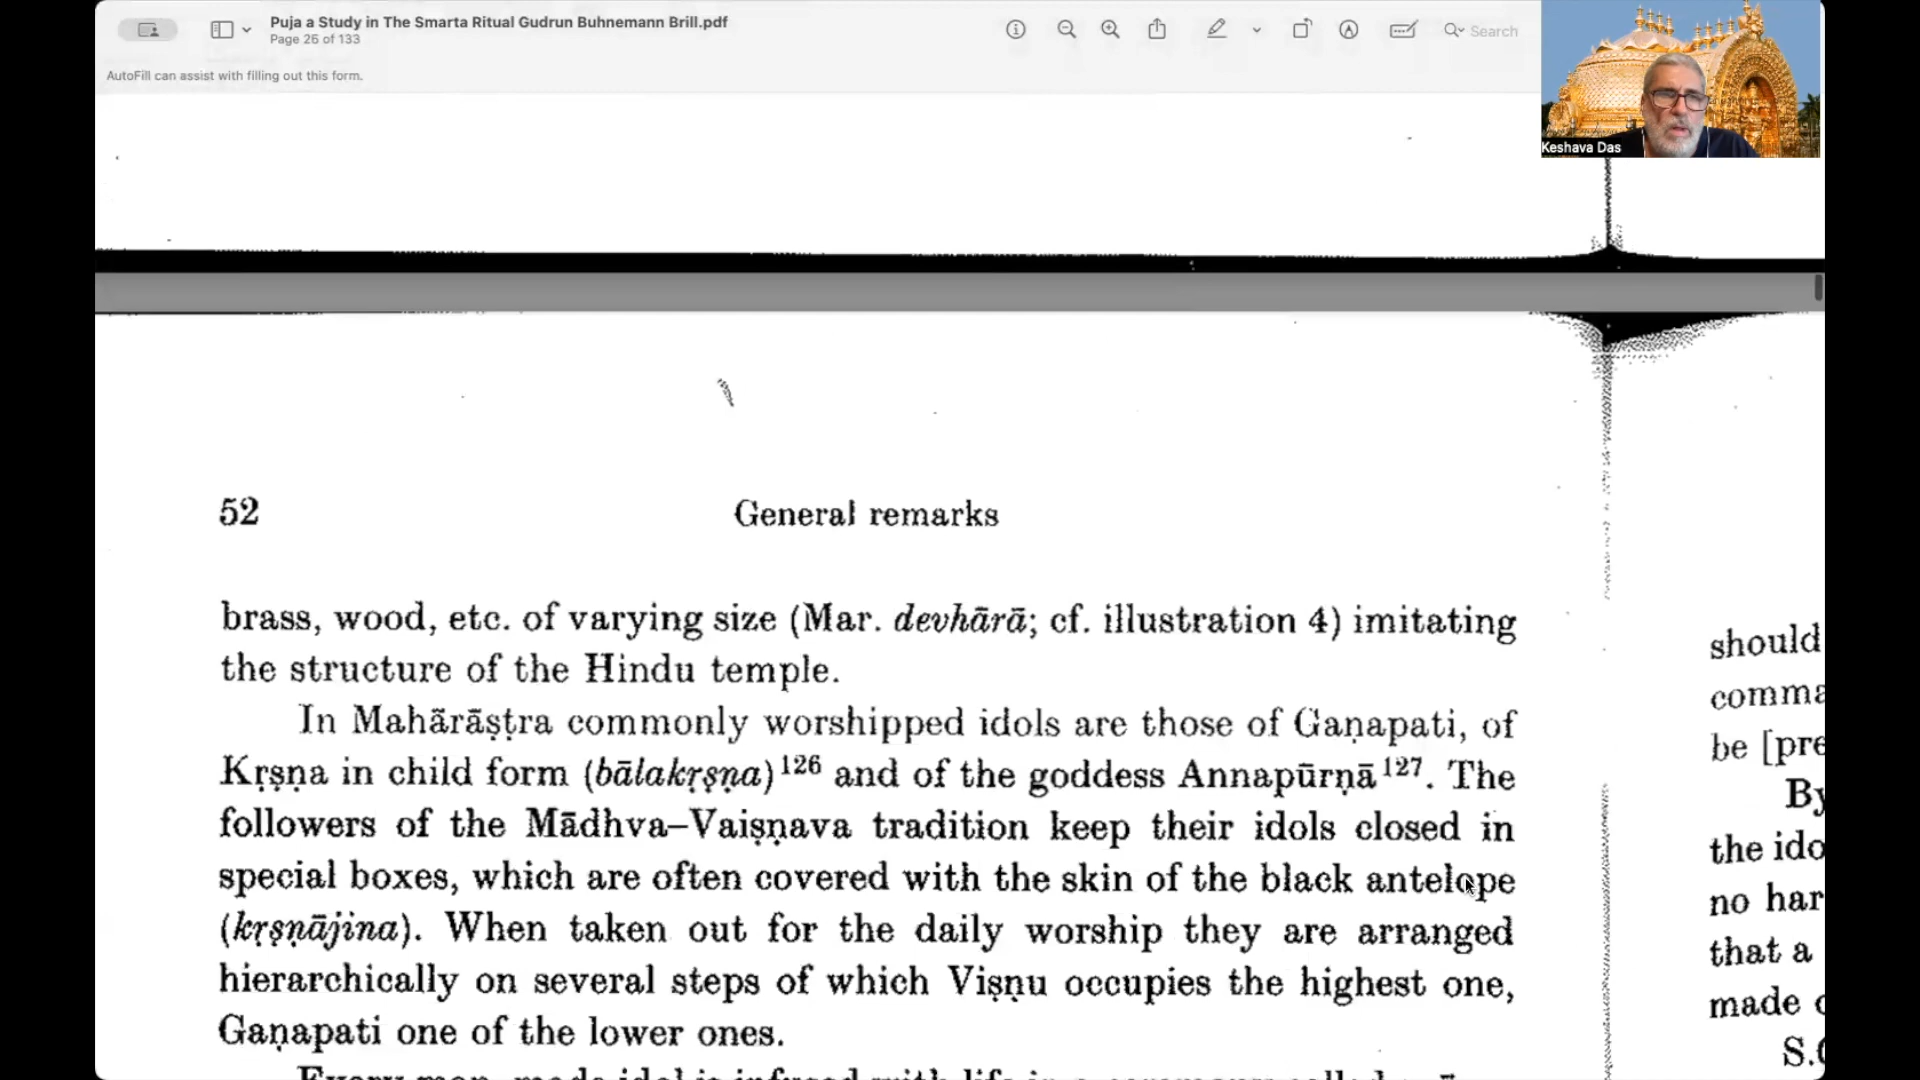 Puja a Study in The Smarta Ritual Gudrun Buhnemann Brill.pdf
Page 26 of 133
Search
AutoFill can assist with filling out this form.
Keshava Das
52
General remarks
brass, wood, etc. of varying size (Mar. devhārā; cf. illustration 4) imitating
the structure of the Hindu temple.
In Mahārāṣṭra commonly worshipped idols are those of Gaṇapati, of
Kṛṣṇa in child form (bālakṛṣṇa)126 and of the goddess Annapūrṇā127. The
followers of the Mādhva–Vaiṣṇava tradition keep their idols closed in
special boxes, which are often covered with the skin of the black antelope
(kṛṣṇājina). When taken out for the daily worship they are arranged
hierarchically on several steps of which Viṣṇu occupies the highest one,
Gaṇapati one of the lower ones.
should
comma
be [pre
By
the ido
no har
that a
made